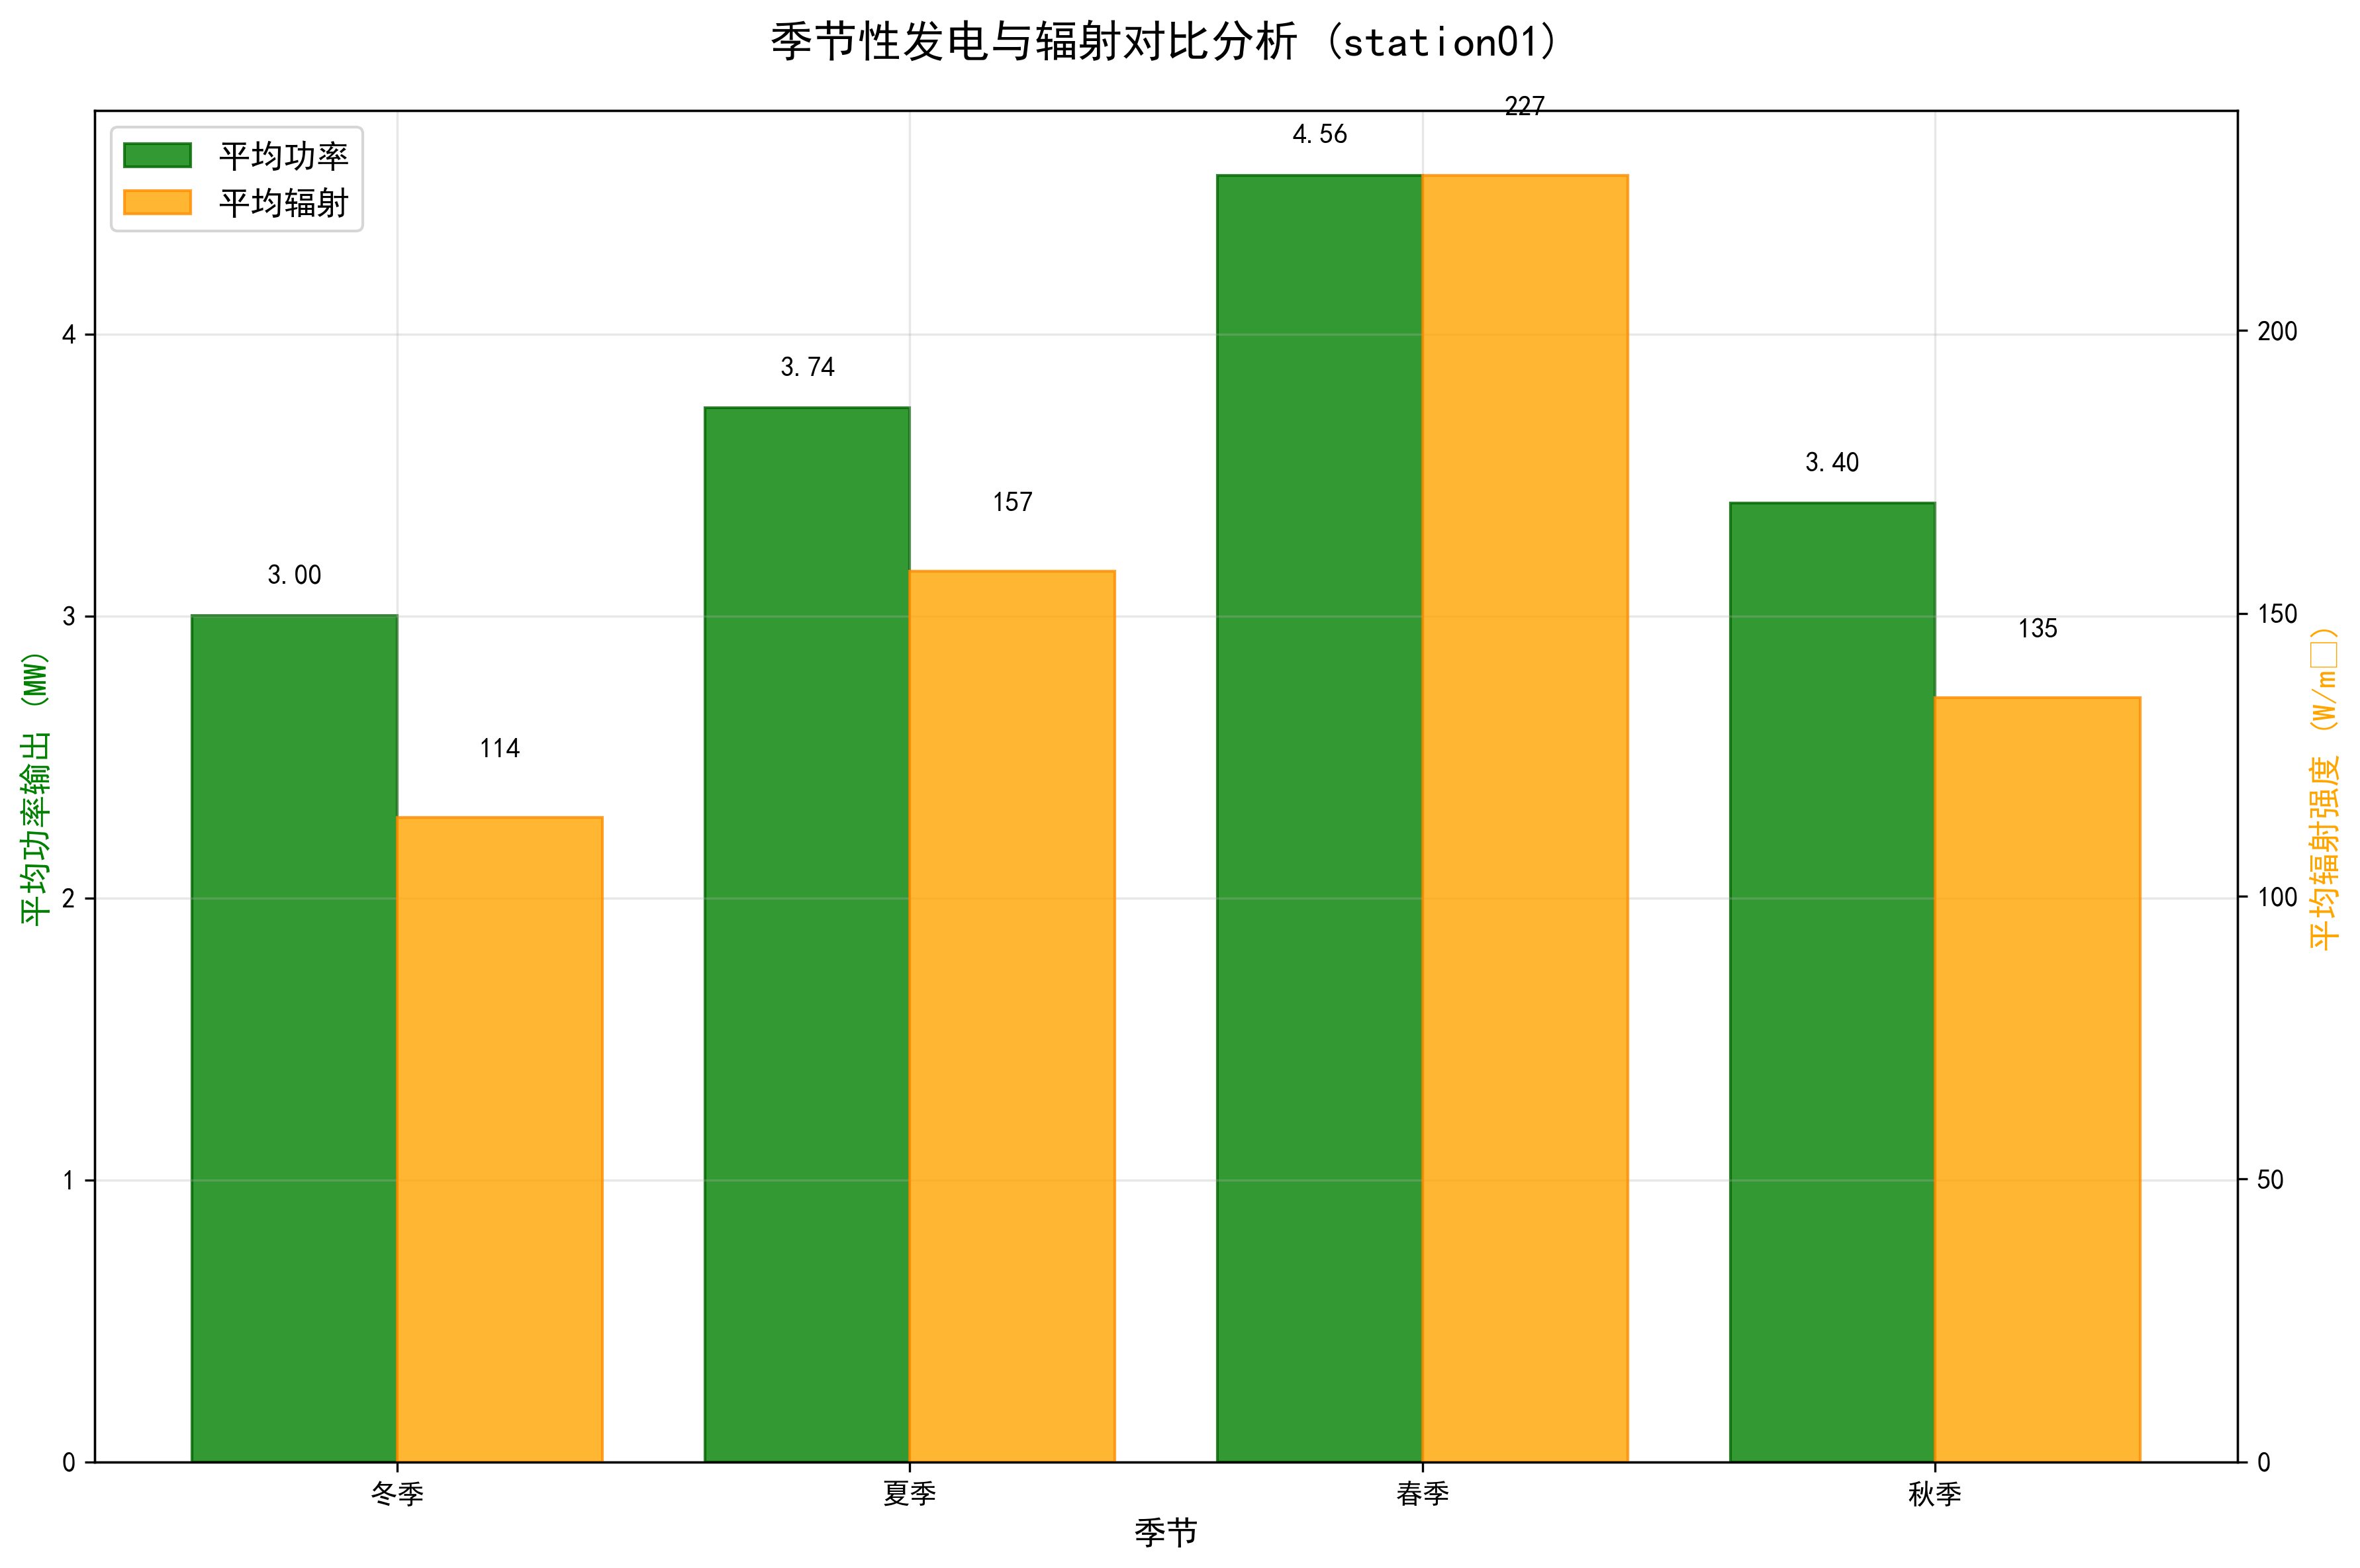 季节性发电与辐射对比分析 (station01)
平均功率
平均辐射
平均功率输出 (MW)
4
3
2
1
0
3.00
114
3.74
157
4.56
227
3.40
135
200
150
100
50
0
平均辐射强度 (W/m□)
冬季
夏季
春季
秋季
季节